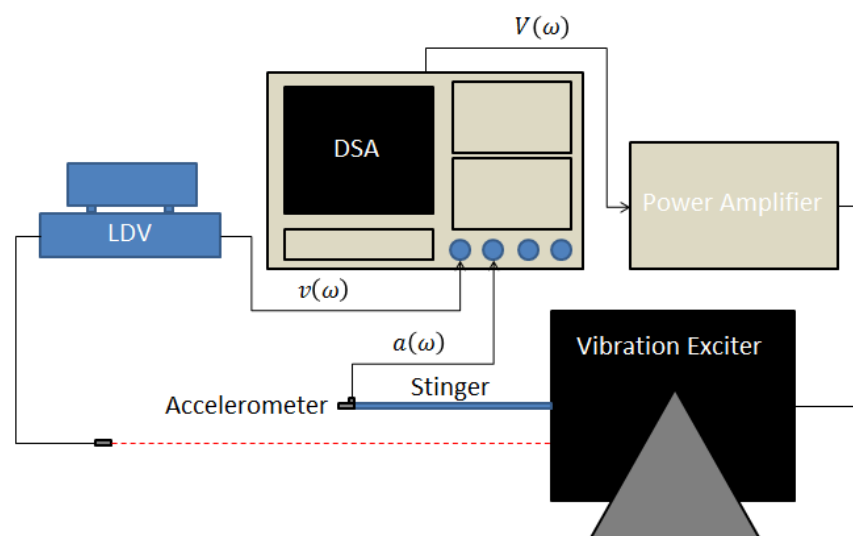 V(ω)
DSA
Power Amplifier
LDV
v(ω)
a(ω)
Vibration Exciter
Stinger
Accelerometer